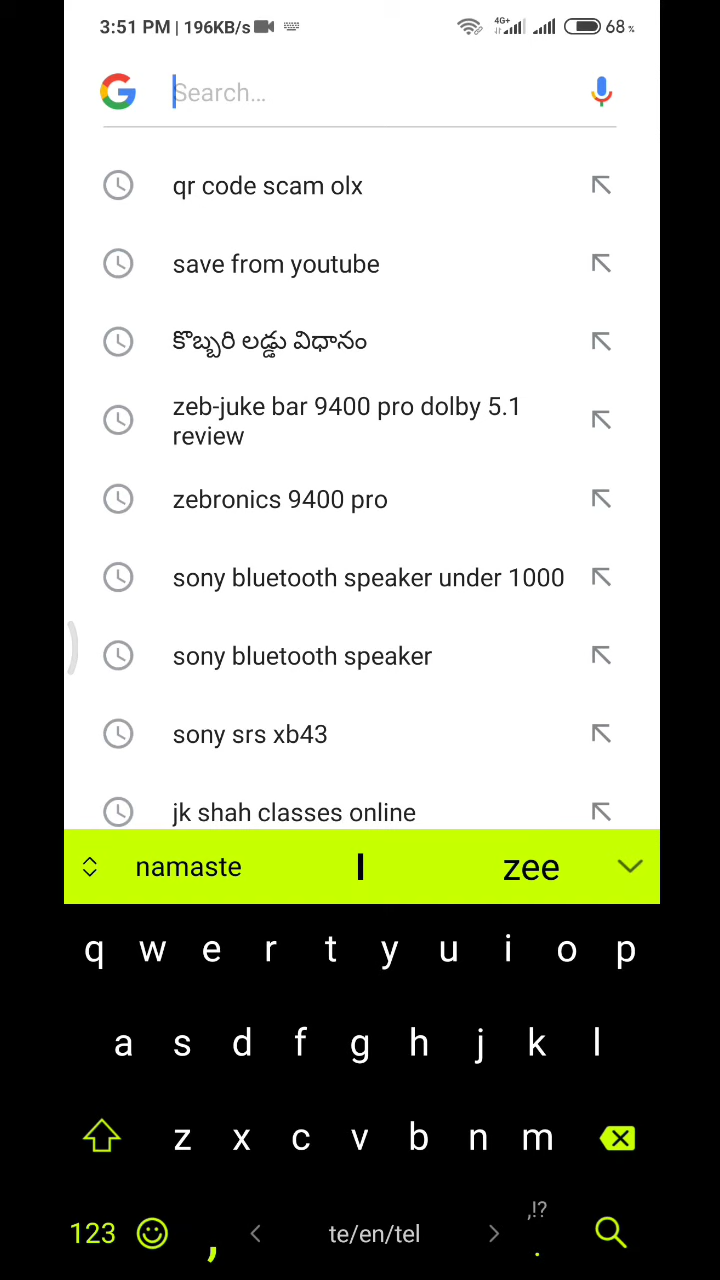 3:51 PM | 196KB/s 4G+ 68%
Search...
qr code scam olx
save from youtube
కొబ్బరి లడ్డు విధానం
zeb-juke bar 9400 pro dolby 5.1
review
zebronics 9400 pro
sony bluetooth speaker under 1000
sony bluetooth speaker
sony srs xb43
jk shah classes online
namaste I zee
q w e r t y u i o p
a s d f g h j k l
z x c v b n m
,!?
123 , < te/en/tel > .